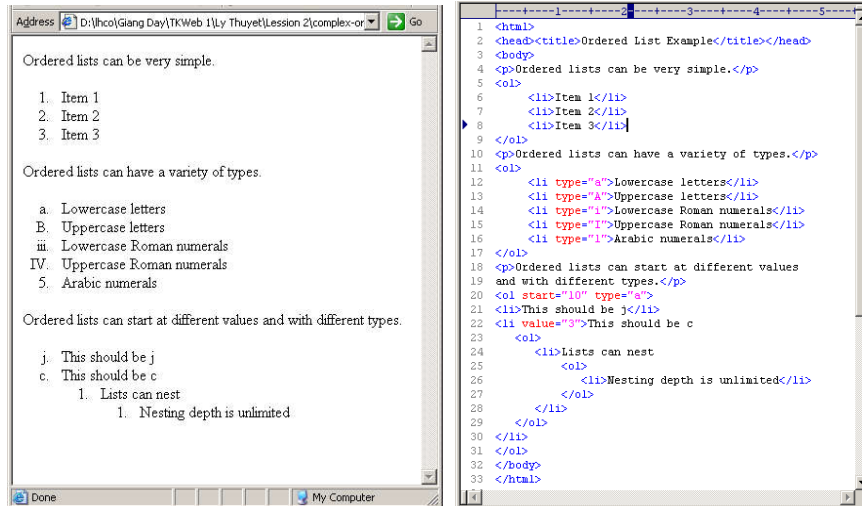 Address D:\lhco\Giang Day\TKWeb 1\Ly Thuyet\Lession 2\complex-or Go
Ordered lists can be very simple.
1. Item 1
2. Item 2
3. Item 3
Ordered lists can have a variety of types.
a. Lowercase letters
B. Uppercase letters
iii. Lowercase Roman numerals
IV. Uppercase Roman numerals
5. Arabic numerals
Ordered lists can start at different values and with different types.
j. This should be j
c. This should be c
1. Lists can nest
1. Nesting depth is unlimited
Done My Computer
----+----1----+----2----+----3----+----4----+----5----+
1 <html>
2 <head><title>Ordered List Example</title></head>
3 <body>
4 <p>Ordered lists can be very simple.</p>
5 <ol>
6 <li>Item 1</li>
7 <li>Item 2</li>
8 <li>Item 3</li>
9 </ol>
10 <p>Ordered lists can have a variety of types.</p>
11 <ol>
12 <li type="a">Lowercase letters</li>
13 <li type="A">Uppercase letters</li>
14 <li type="i">Lowercase Roman numerals</li>
15 <li type="I">Uppercase Roman numerals</li>
16 <li type="1">Arabic numerals</li>
17 </ol>
18 <p>Ordered lists can start at different values
19 and with different types.</p>
20 <ol start="10" type="a">
21 <li>This should be j</li>
22 <li value="3">This should be c
23 <ol>
24 <li>Lists can nest
25 <ol>
26 <li>Nesting depth is unlimited</li>
27 </ol>
28 </li>
29 </ol>
30 </li>
31 </ol>
32 </body>
33 </html>